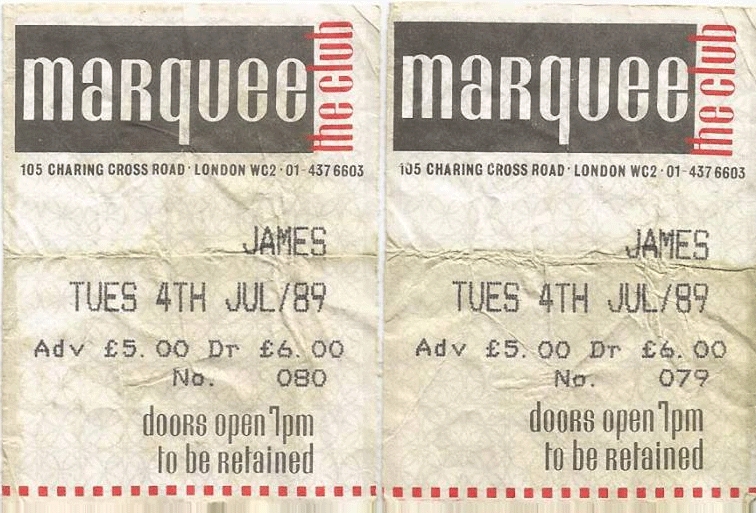 marquee the club
105 CHARING CROSS ROAD · LONDON WC2 · 01-437 6603
JAMES
TUES 4TH JUL/89
Adv £5.00 Dr £6.00
No. 080
doors open 7pm
to be retained
marquee the club
105 CHARING CROSS ROAD · LONDON WC2 · 01-437 6603
JAMES
TUES 4TH JUL/89
Adv £5.00 Dr £6.00
No. 079
doors open 7pm
to be retained